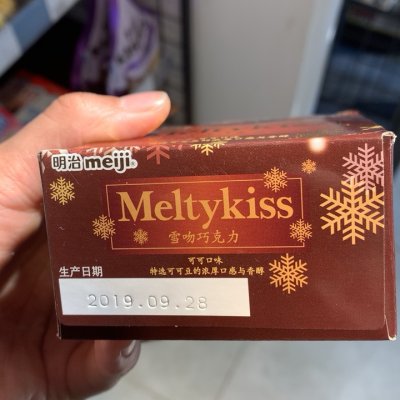 明治 meiji®
Meltykiss
雪吻巧克力
可可口味
特选可可豆的浓厚口感与香醇
生产日期
2019.09.28